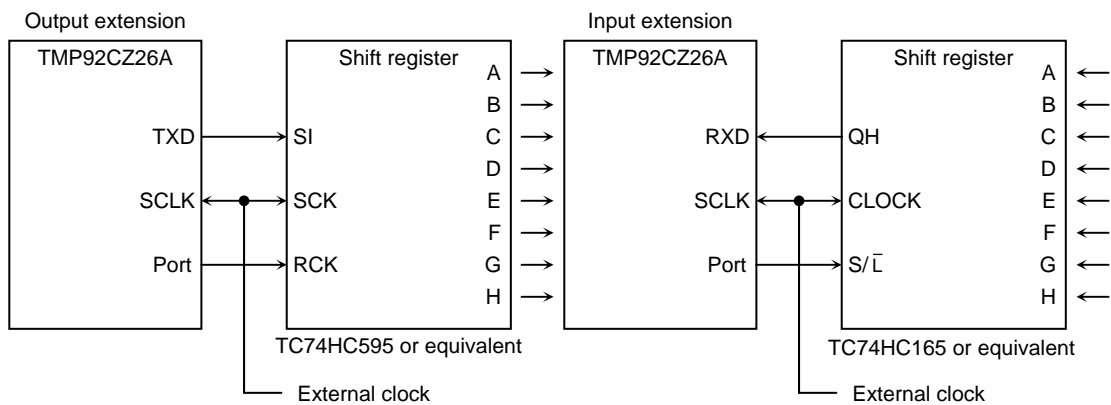 Output extension
TMP92CZ26A
TXD
SCLK
Port
Shift register
SI
SCK
RCK
A
B
C
D
E
F
G
H
TC74HC595 or equivalent
External clock
Input extension
TMP92CZ26A
RXD
SCLK
Port
Shift register
QH
CLOCK
S/L̅
A
B
C
D
E
F
G
H
TC74HC165 or equivalent
External clock